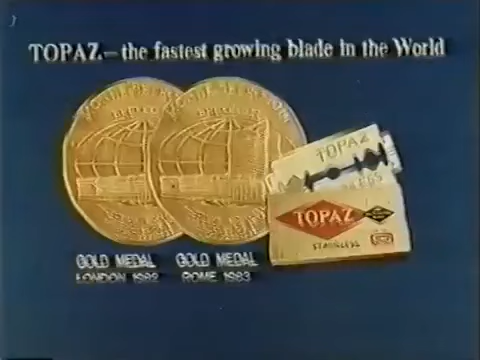 TOPAZ – the fastest growing blade in the World
TOPAZ
TOPAZ
STAINLESS
GOLD MEDAL
LONDON 1982
GOLD MEDAL
ROME 1983